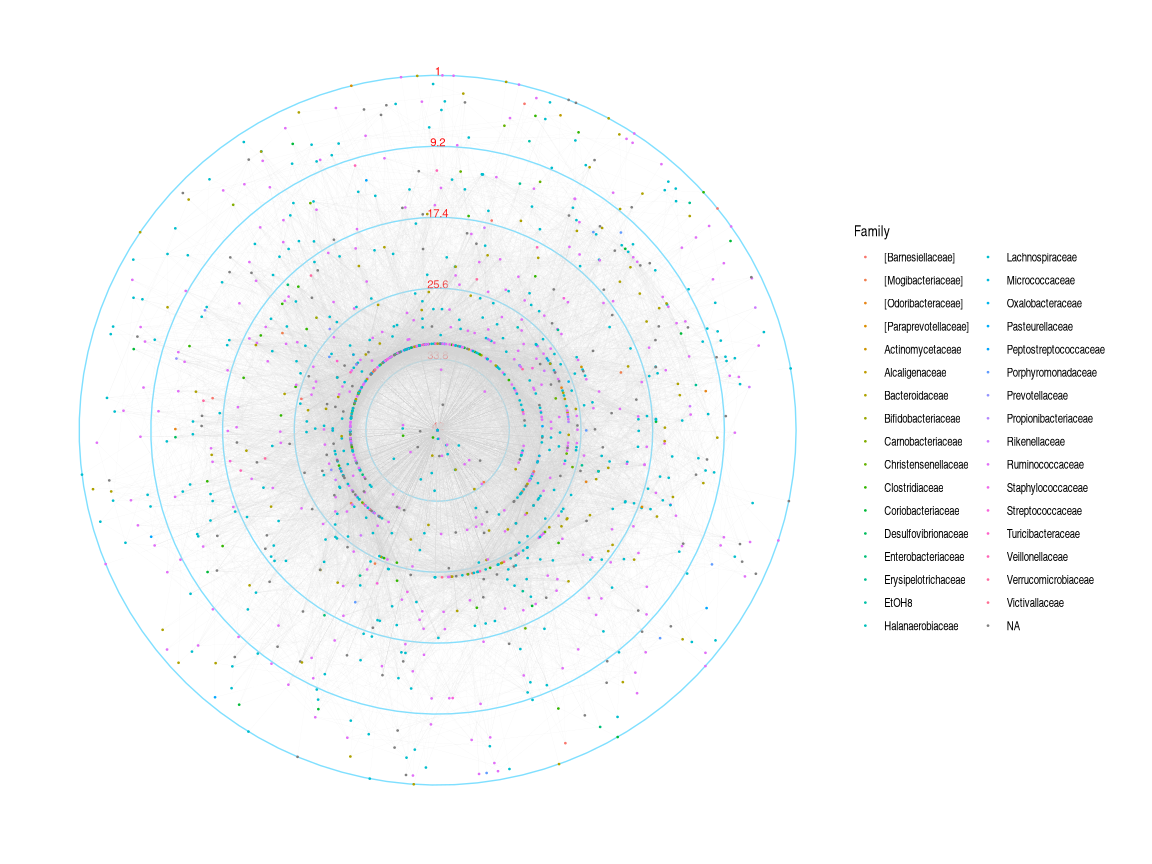 1
9.2
17.4
25.6
33.8
Family
[Barnesiellaceae]
[Mogibacteriaceae]
[Odoribacteraceae]
[Paraprevotellaceae]
Actinomycetaceae
Alcaligenaceae
Bacteroidaceae
Bifidobacteriaceae
Carnobacteriaceae
Christensenellaceae
Clostridiaceae
Coriobacteriaceae
Desulfovibrionaceae
Enterobacteriaceae
Erysipelotrichaceae
EtOH8
Halanaerobiaceae
Lachnospiraceae
Micrococcaceae
Oxalobacteraceae
Pasteurellaceae
Peptostreptococcaceae
Porphyromonadaceae
Prevotellaceae
Propionibacteriaceae
Rikenellaceae
Ruminococcaceae
Staphylococcaceae
Streptococcaceae
Turicibacteraceae
Veillonellaceae
Verrucomicrobiaceae
Victivallaceae
NA